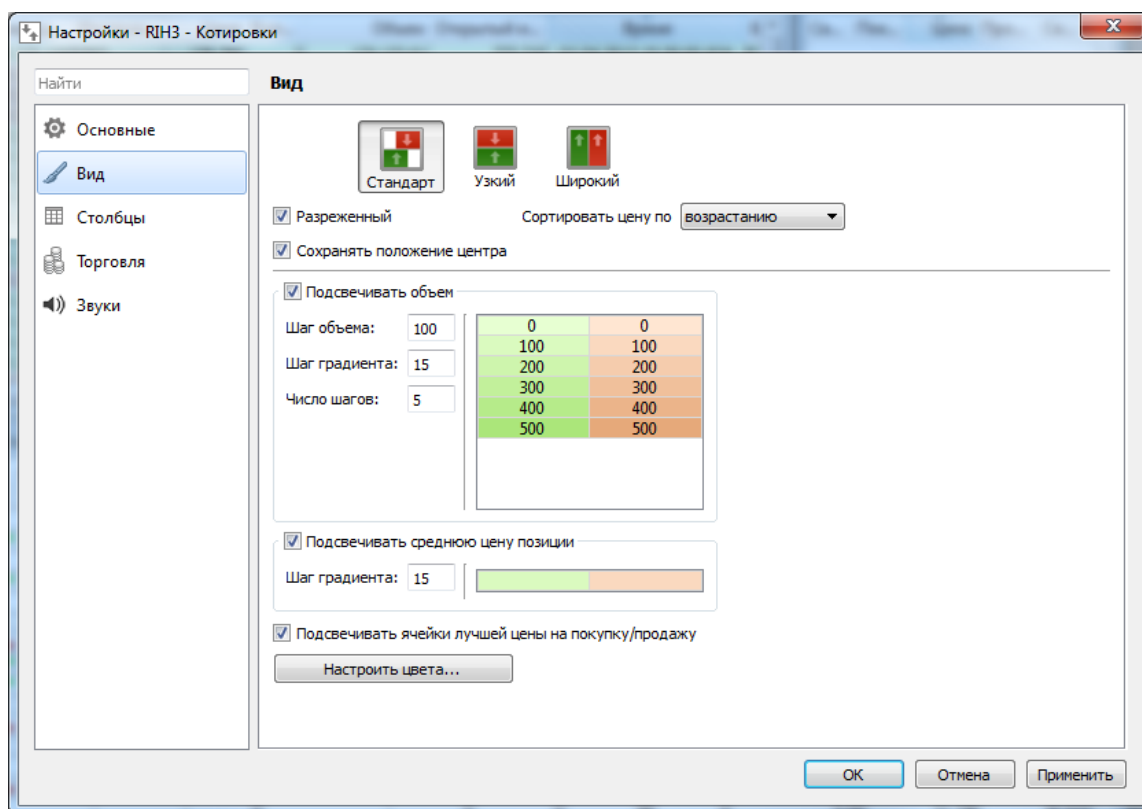 Настройки - RIH3 - Котировки
Найти
Вид
Основные
Вид
Столбцы
Торговля
Звуки
Стандарт Узкий Широкий
Разреженный Сортировать цену по возрастанию
Сохранять положение центра
Подсвечивать объем
Шаг объема: 100
Шаг градиента: 15
Число шагов: 5
0 0
100 100
200 200
300 300
400 400
500 500
Подсвечивать среднюю цену позиции
Шаг градиента: 15
Подсвечивать ячейки лучшей цены на покупку/продажу
Настроить цвета...
OK Отмена Применить